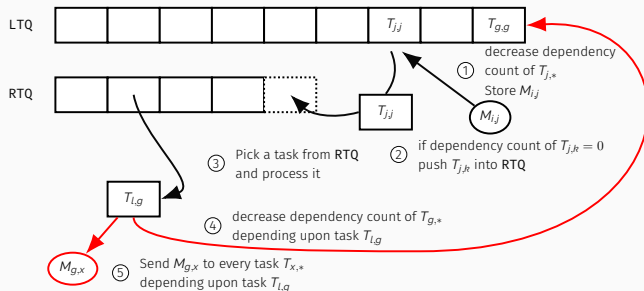 LTQ
T_{j,j}
T_{g,g}
① decrease dependency
count of T_{j,*}
Store M_{i,j}
RTQ
T_{j,j}
M_{i,j}
② if dependency count of T_{j,k} = 0
push T_{j,k} into RTQ
③ Pick a task from RTQ
and process it
T_{l,g}
④ decrease dependency count of T_{g,*}
depending upon task T_{l,g}
M_{g,x}
⑤ Send M_{g,x} to every task T_{x,*}
depending upon task T_{l,g}